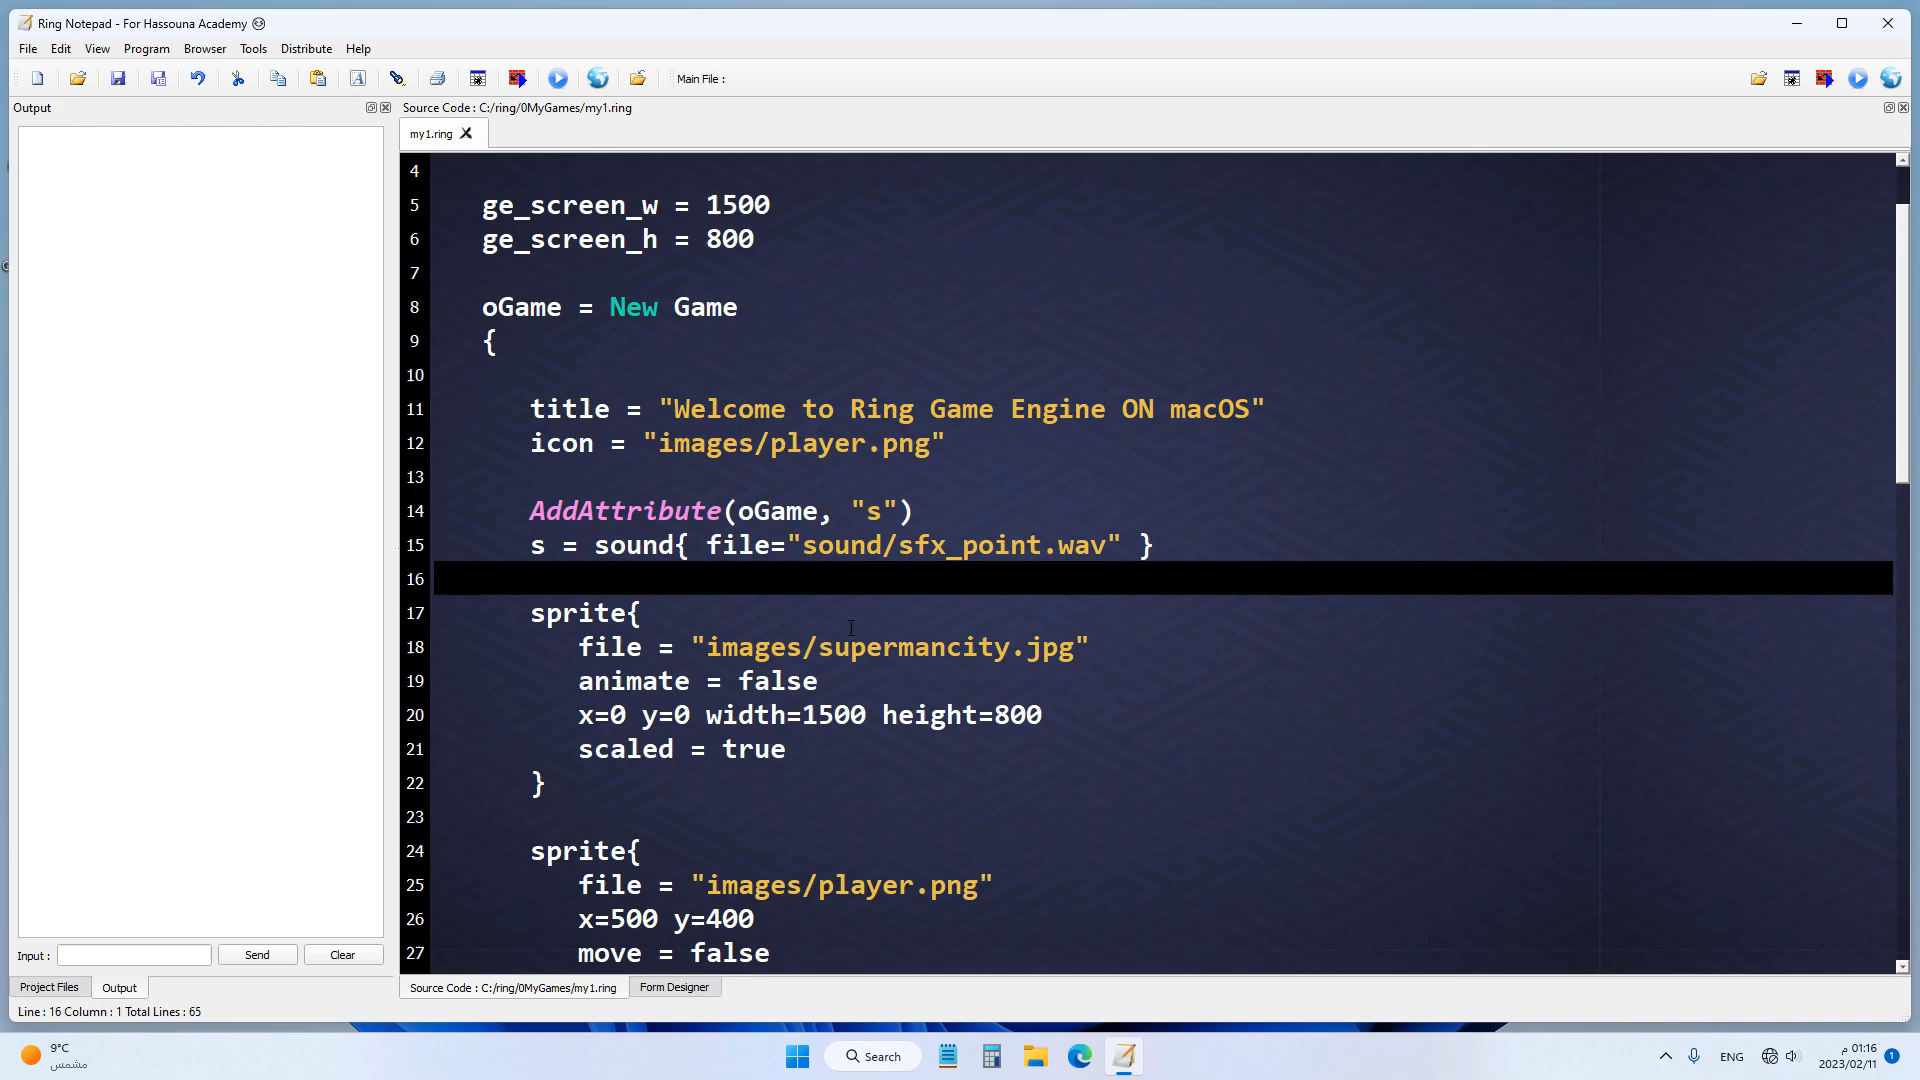 Ring Notepad - For Hassouna Academy
File Edit View Program Browser Tools Distribute Help
Main File :
Output
Source Code : C:/ring/0MyGames/my1.ring
my1.ring
4
5 ge_screen_w = 1500
6 ge_screen_h = 800
7
8 oGame = New Game
9 {
10
11 title = "Welcome to Ring Game Engine ON macOS"
12 icon = "images/player.png"
13
14 AddAttribute(oGame, "s")
15 s = sound{ file="sound/sfx_point.wav" }
16
17 sprite{
18 file = "images/supermancity.jpg"
19 animate = false
20 x=0 y=0 width=1500 height=800
21 scaled = true
22 }
23
24 sprite{
25 file = "images/player.png"
26 x=500 y=400
27 move = false
Input : Send Clear
Project Files Output
Source Code : C:/ring/0MyGames/my1.ring Form Designer
Line : 16 Column : 1 Total Lines : 65
9°C
مشمس
Search
ENG
01:16 م
2023/02/11
1